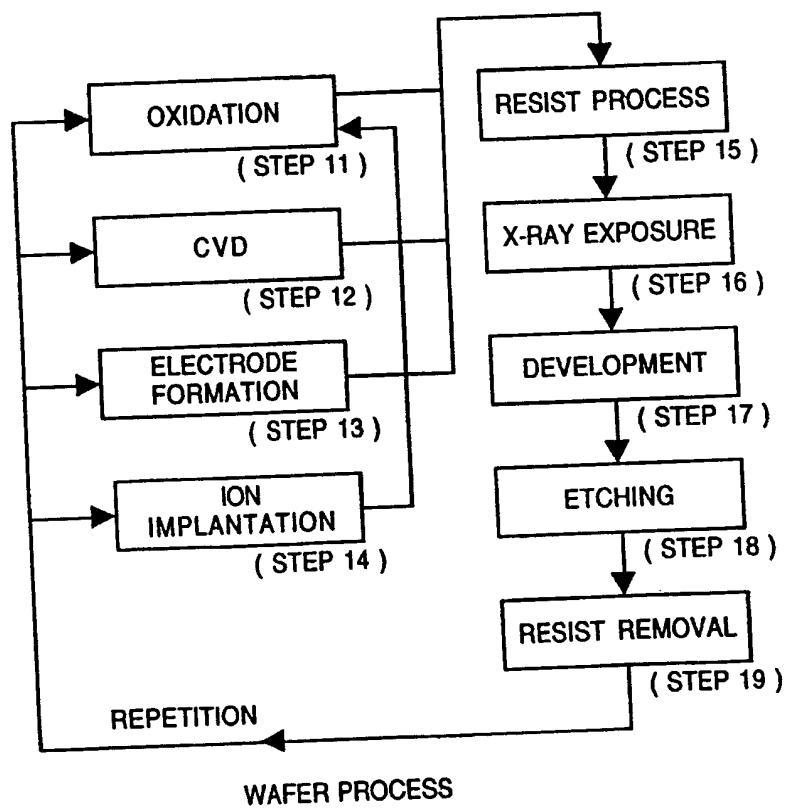 OXIDATION
( STEP 11 )
CVD
( STEP 12 )
ELECTRODE
FORMATION
( STEP 13 )
ION
IMPLANTATION
( STEP 14 )
RESIST PROCESS
( STEP 15 )
X-RAY EXPOSURE
( STEP 16 )
DEVELOPMENT
( STEP 17 )
ETCHING
( STEP 18 )
RESIST REMOVAL
( STEP 19 )
REPETITION
WAFER PROCESS